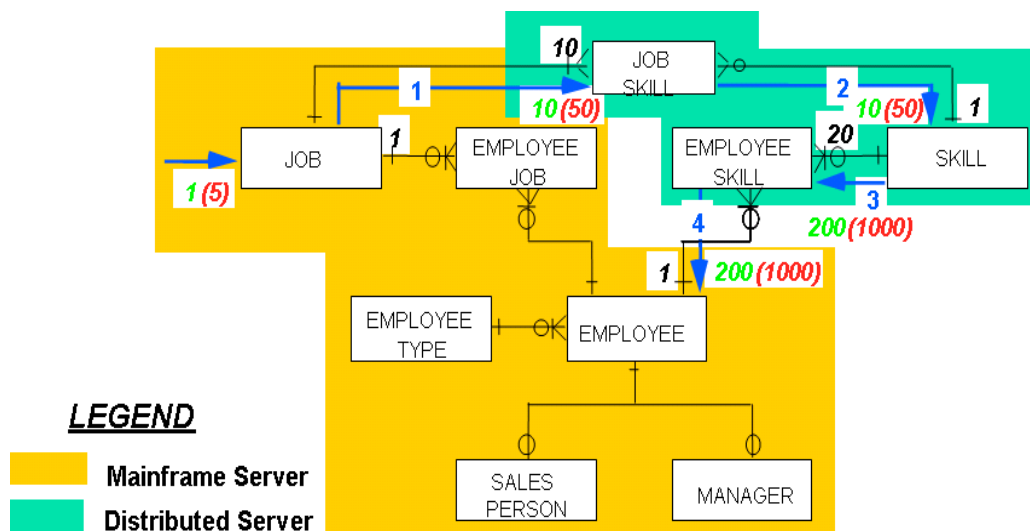 10
JOB
SKILL
1
2
10(50)
10(50)
1
1
20
JOB
EMPLOYEE
JOB
EMPLOYEE
SKILL
SKILL
1(5)
4
3
200(1000)
1
200(1000)
EMPLOYEE
TYPE
EMPLOYEE
LEGEND
Mainframe Server
Distributed Server
SALES
PERSON
MANAGER